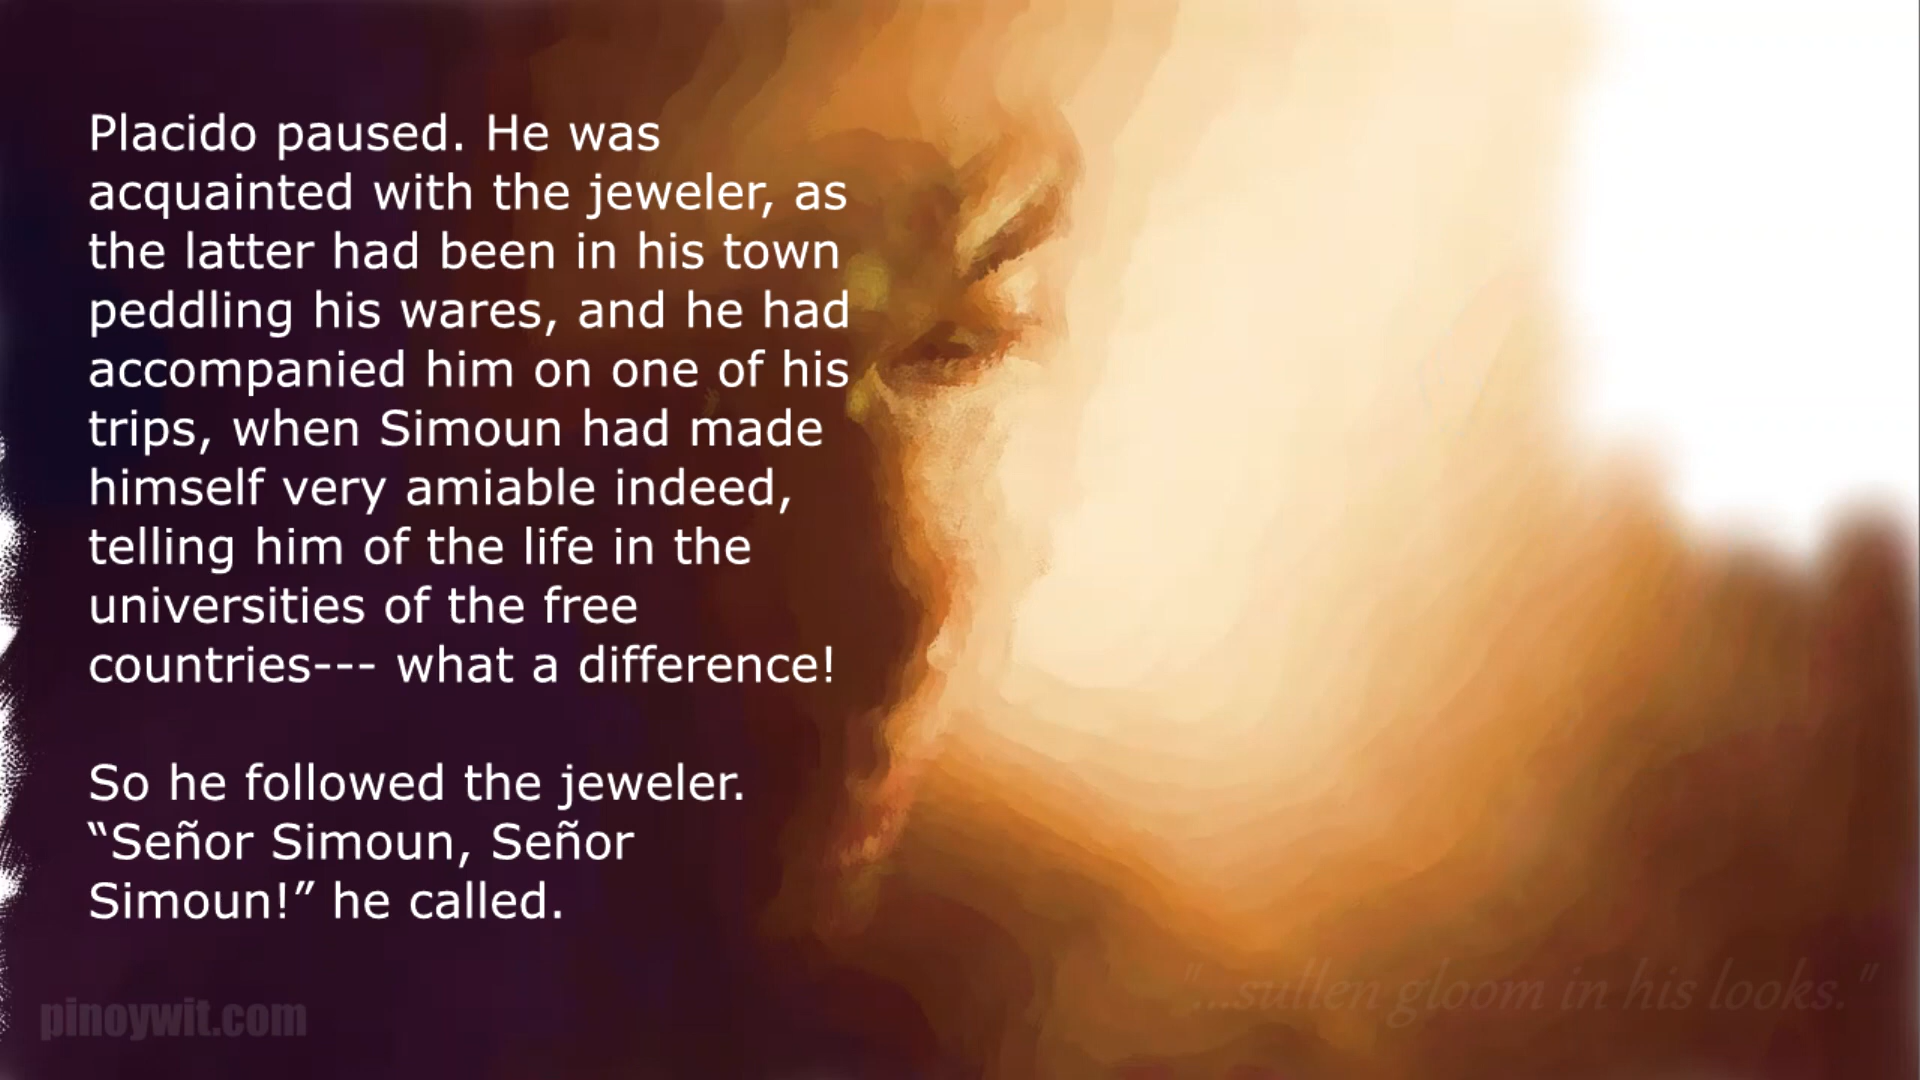 Placido paused. He was
acquainted with the jeweler, as
the latter had been in his town
peddling his wares, and he had
accompanied him on one of his
trips, when Simoun had made
himself very amiable indeed,
telling him of the life in the
universities of the free
countries--- what a difference!
So he followed the jeweler.
“Señor Simoun, Señor
Simoun!” he called.
"...sullen gloom in his looks."
pinoywit.com